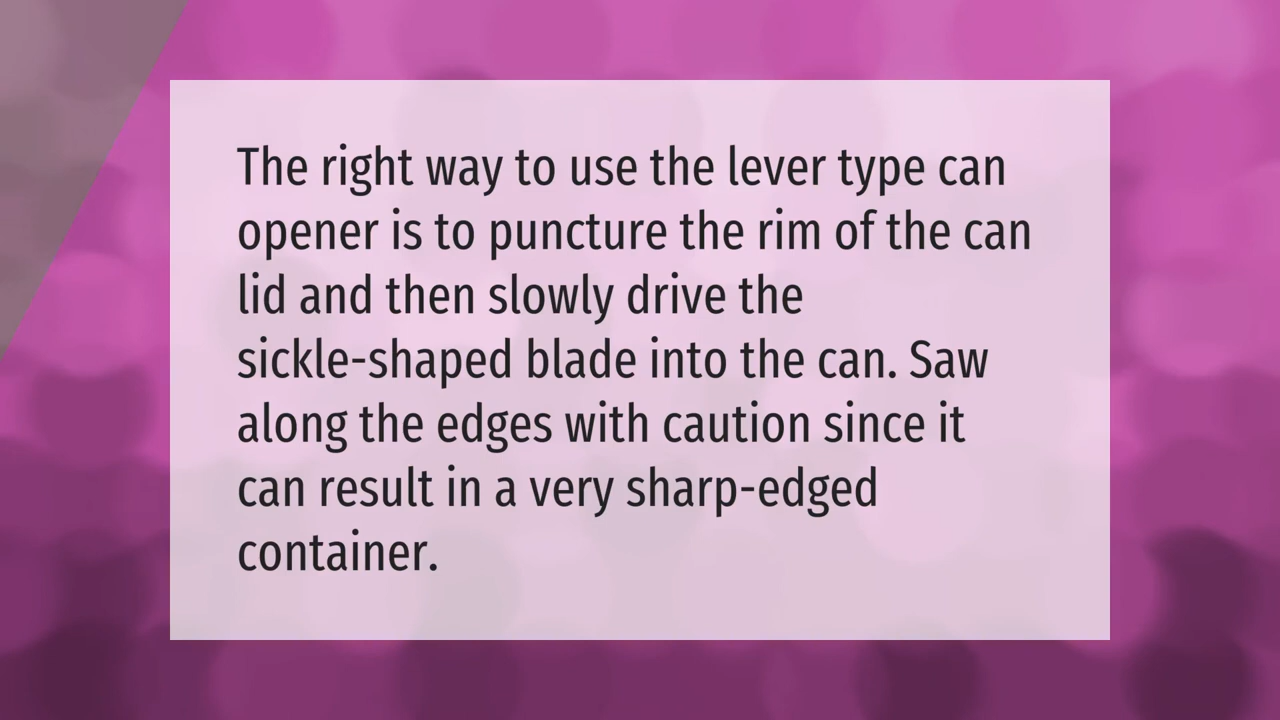 The right way to use the lever type can
opener is to puncture the rim of the can
lid and then slowly drive the
sickle-shaped blade into the can. Saw
along the edges with caution since it
can result in a very sharp-edged
container.